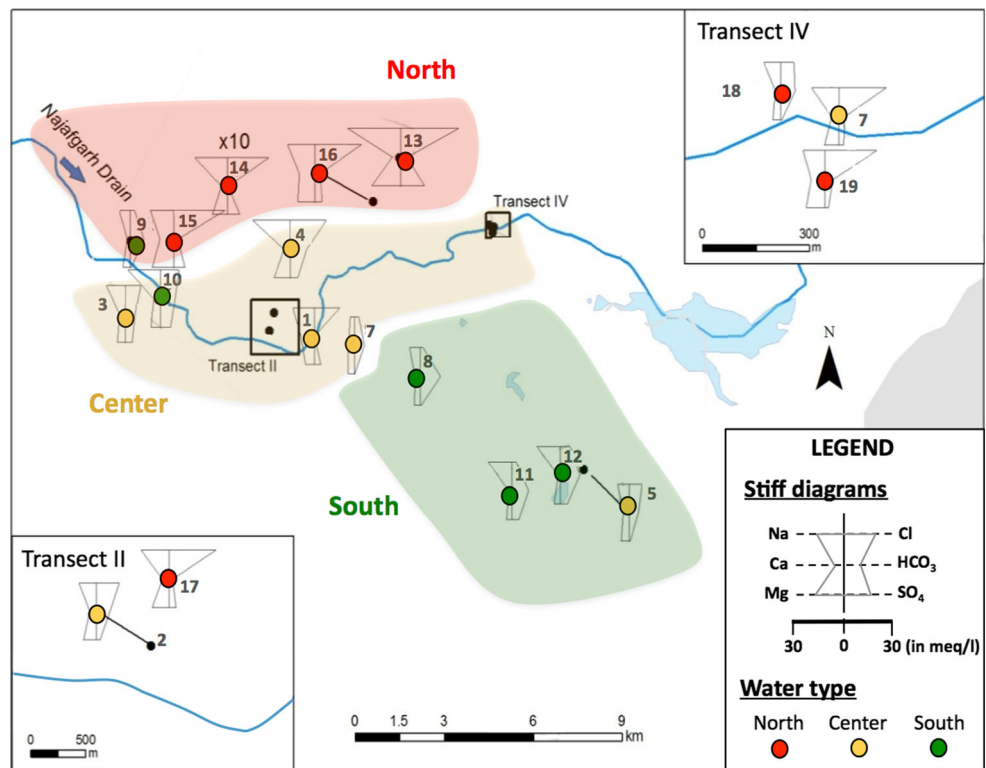 North
Transect IV
18
7
19
0 300
m
Najafgarh Drain
x10
13
16
14
9
15
10
4
3
1
7
Transect IV
Transect II
Center
8
N
South
11
12
5
Transect II
17
2
0 500
m
0 1.5 3 6 9
km
LEGEND
Stiff diagrams
Na Cl
Ca HCO₃
Mg SO₄
30 0 30 (in meq/l)
Water type
North Center South